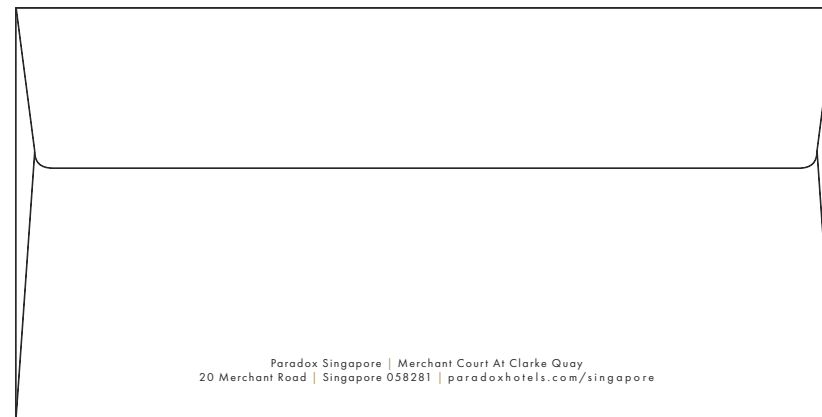 Paradox Singapore | Merchant Court At Clarke Quay
20 Merchant Road | Singapore 058281 | paradoxhotels.com/singapore